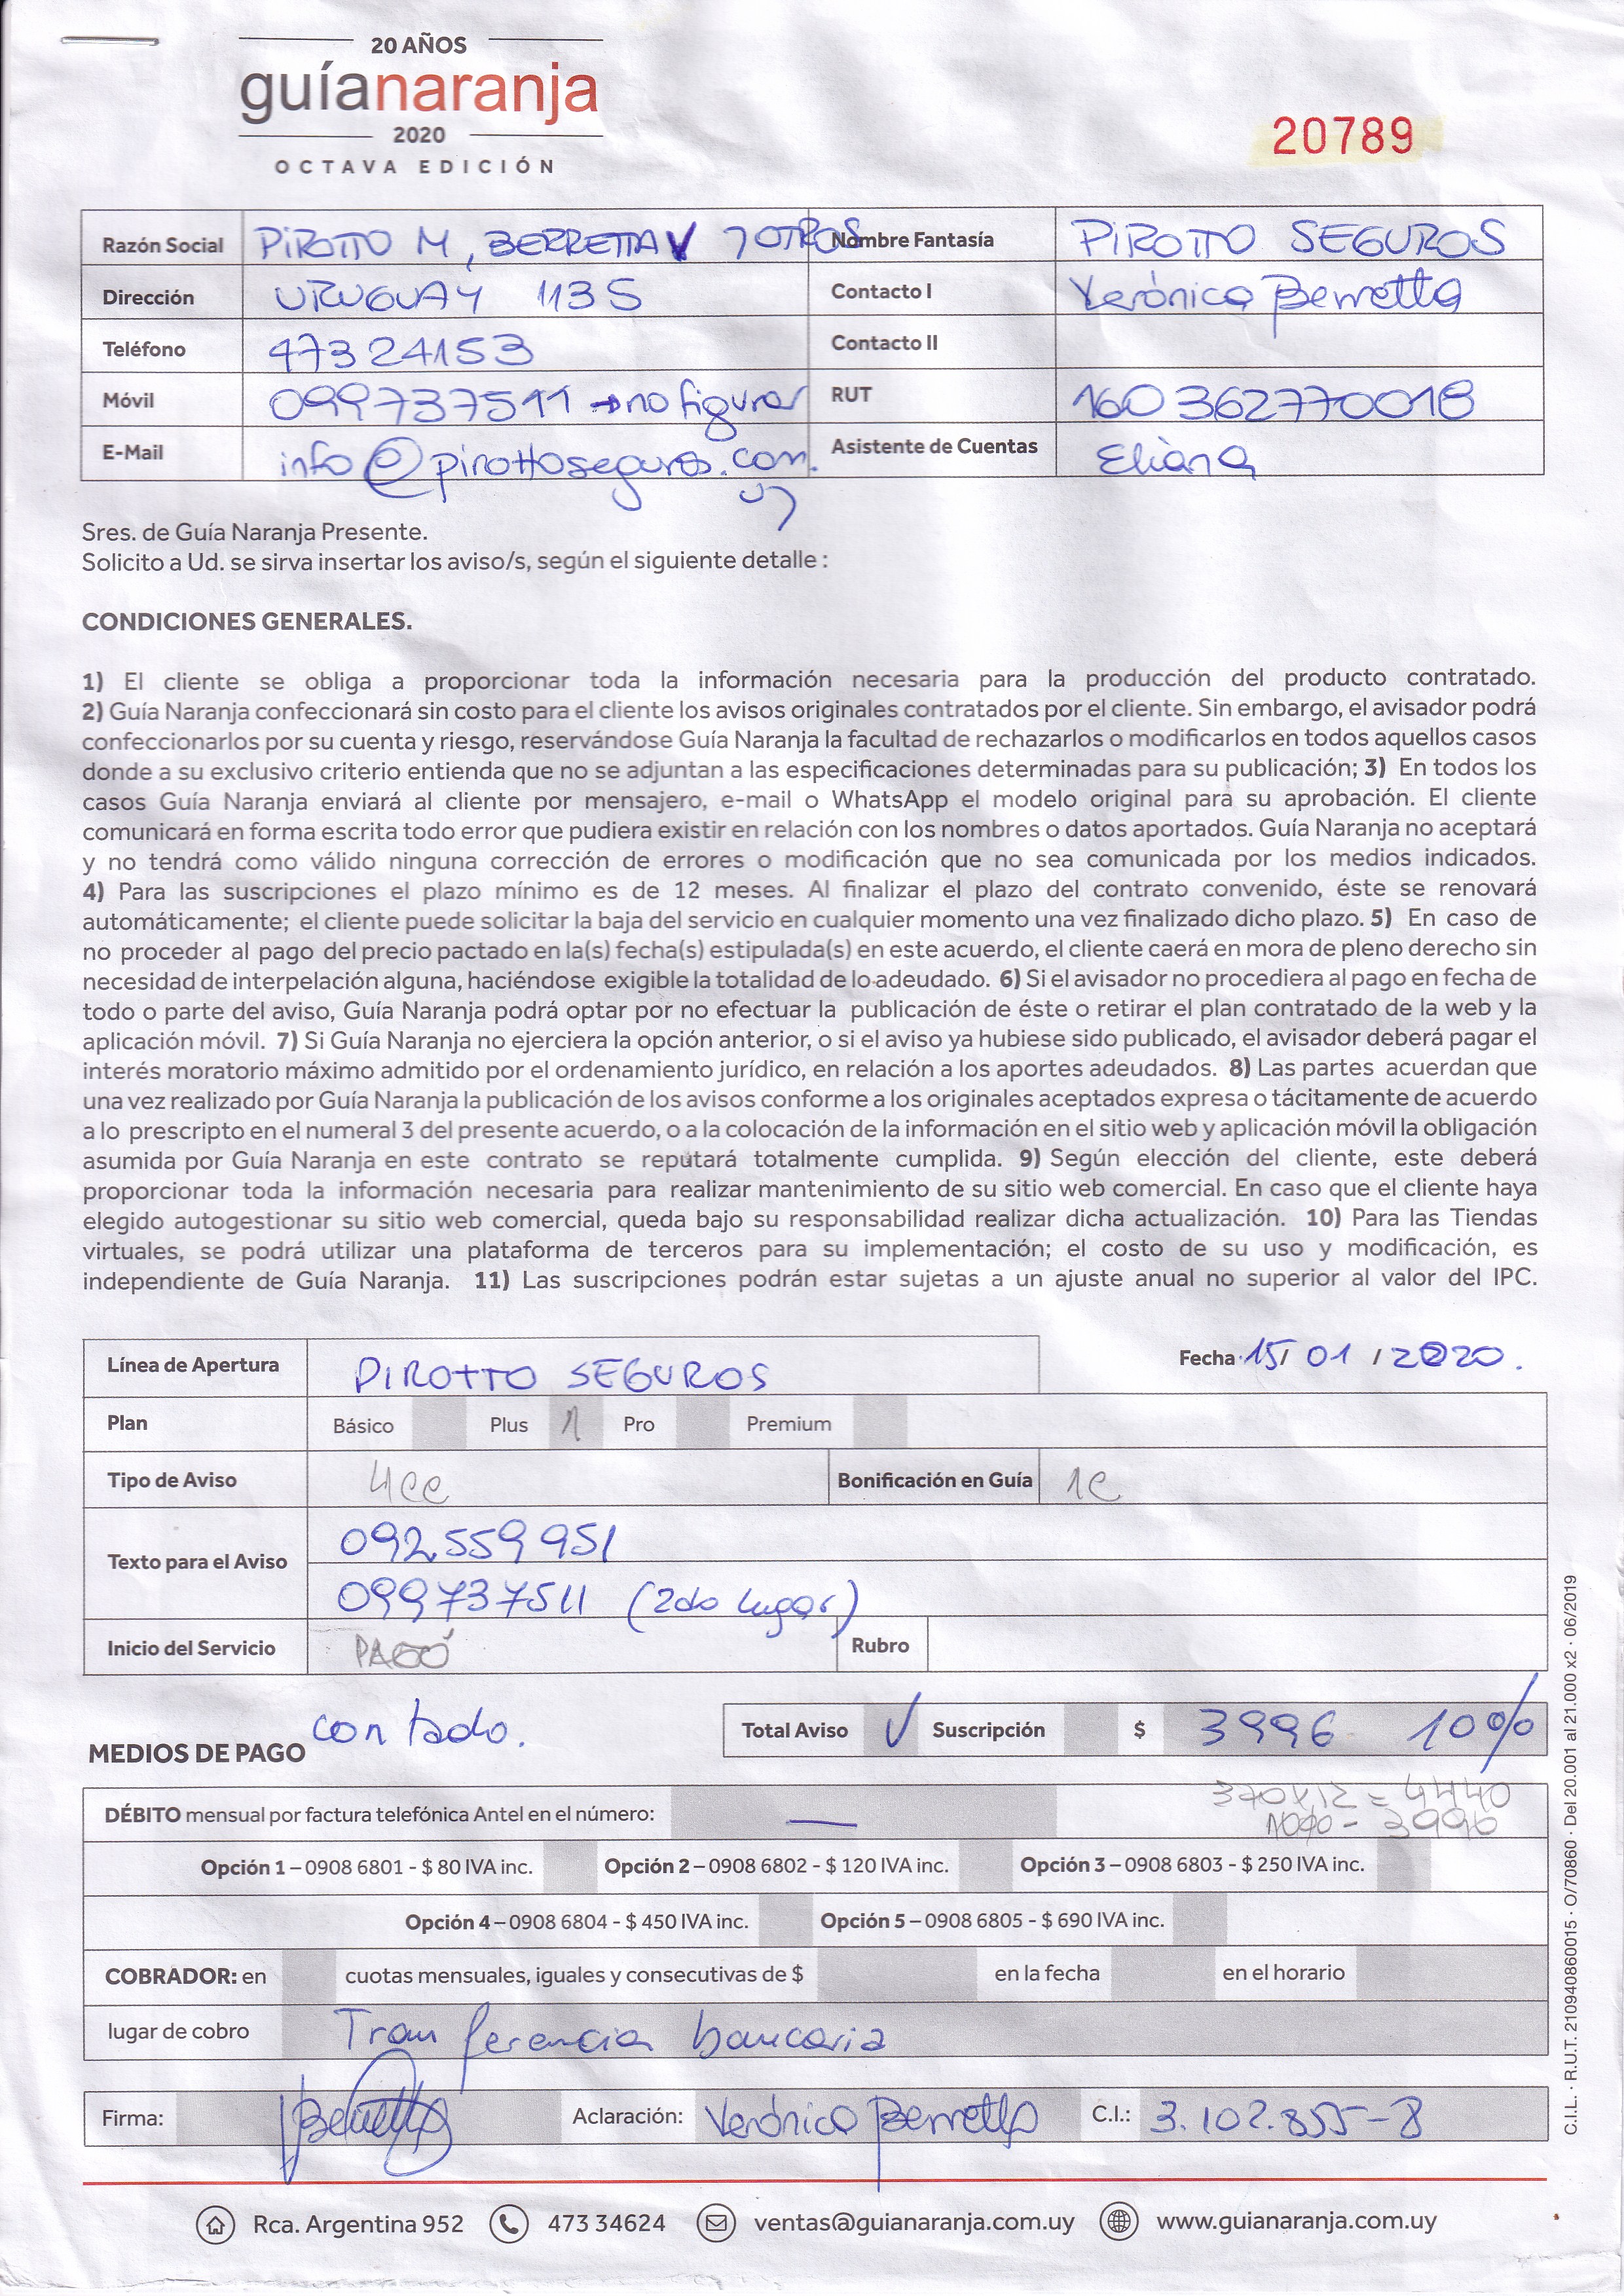 20 AÑOS
guíanaranja
2020
OCTAVA EDICIÓN
20789
Razón Social PIROTTO M, BERRETTA V Y OTROS Nombre Fantasía PIROTTO SEGUROS
Dirección URUGUAY 1135 Contacto I Verónica Berretta
Teléfono 47324153 Contacto II
Móvil 099737511 → no figurar RUT 160362770018
E-Mail info@pirottoseguros.com.uy Asistente de Cuentas Eliana
Sres. de Guía Naranja Presente.
Solicito a Ud. se sirva insertar los aviso/s, según el siguiente detalle :
CONDICIONES GENERALES.
1) El cliente se obliga a proporcionar toda la información necesaria para la producción del producto contratado.
2) Guía Naranja confeccionará sin costo para el cliente los avisos originales contratados por el cliente. Sin embargo, el avisador podrá
confeccionarlos por su cuenta y riesgo, reservándose Guía Naranja la facultad de rechazarlos o modificarlos en todos aquellos casos
donde a su exclusivo criterio entienda que no se adjuntan a las especificaciones determinadas para su publicación; 3) En todos los
casos Guía Naranja enviará al cliente por mensajero, e-mail o WhatsApp el modelo original para su aprobación. El cliente
comunicará en forma escrita todo error que pudiera existir en relación con los nombres o datos aportados. Guía Naranja no aceptará
y no tendrá como válido ninguna corrección de errores o modificación que no sea comunicada por los medios indicados.
4) Para las suscripciones el plazo mínimo es de 12 meses. Al finalizar el plazo del contrato convenido, éste se renovará
automáticamente; el cliente puede solicitar la baja del servicio en cualquier momento una vez finalizado dicho plazo. 5) En caso de
no proceder al pago del precio pactado en la(s) fecha(s) estipulada(s) en este acuerdo, el cliente caerá en mora de pleno derecho sin
necesidad de interpelación alguna, haciéndose exigible la totalidad de lo adeudado. 6) Si el avisador no procediera al pago en fecha de
todo o parte del aviso, Guía Naranja podrá optar por no efectuar la publicación de éste o retirar el plan contratado de la web y la
aplicación móvil. 7) Si Guía Naranja no ejerciera la opción anterior, o si el aviso ya hubiese sido publicado, el avisador deberá pagar el
interés moratorio máximo admitido por el ordenamiento jurídico, en relación a los aportes adeudados. 8) Las partes acuerdan que
una vez realizado por Guía Naranja la publicación de los avisos conforme a los originales aceptados expresa o tácitamente de acuerdo
a lo prescripto en el numeral 3 del presente acuerdo, o a la colocación de la información en el sitio web y aplicación móvil la obligación
asumida por Guía Naranja en este contrato se reputará totalmente cumplida. 9) Según elección del cliente, este deberá
proporcionar toda la información necesaria para realizar mantenimiento de su sitio web comercial. En caso que el cliente haya
elegido autogestionar su sitio web comercial, queda bajo su responsabilidad realizar dicha actualización. 10) Para las Tiendas
virtuales, se podrá utilizar una plataforma de terceros para su implementación; el costo de su uso y modificación, es
independiente de Guía Naranja. 11) Las suscripciones podrán estar sujetas a un ajuste anual no superior al valor del IPC.
Línea de Apertura PIROTTO SEGUROS Fecha 15/ 01 / 2020.
Plan Básico Plus 1 Pro Premium
Tipo de Aviso 4cc Bonificación en Guía 1c
Texto para el Aviso 092559951
099737511 (2do lugar)
Inicio del Servicio PAGÓ Rubro
MEDIOS DE PAGO contado. Total Aviso √ Suscripción $ 3996 10%
DÉBITO mensual por factura telefónica Antel en el número: — 370x12 = 4440
10% - 3996
Opción 1 – 0908 6801 - $ 80 IVA inc. Opción 2 – 0908 6802 - $ 120 IVA inc. Opción 3 – 0908 6803 - $ 250 IVA inc.
Opción 4 – 0908 6804 - $ 450 IVA inc. Opción 5 – 0908 6805 - $ 690 IVA inc.
COBRADOR: en cuotas mensuales, iguales y consecutivas de $ en la fecha en el horario
lugar de cobro Tranferencia bancaria
Firma: Berretta Aclaración: Verónica Berretta C.I.: 3.102.855-8
Rca. Argentina 952 473 34624 ventas@guianaranja.com.uy www.guianaranja.com.uy
C.I.L. · R.U.T. 210940860015 · O/70860 · Del 20.001 al 21.000 x2 · 06/2019